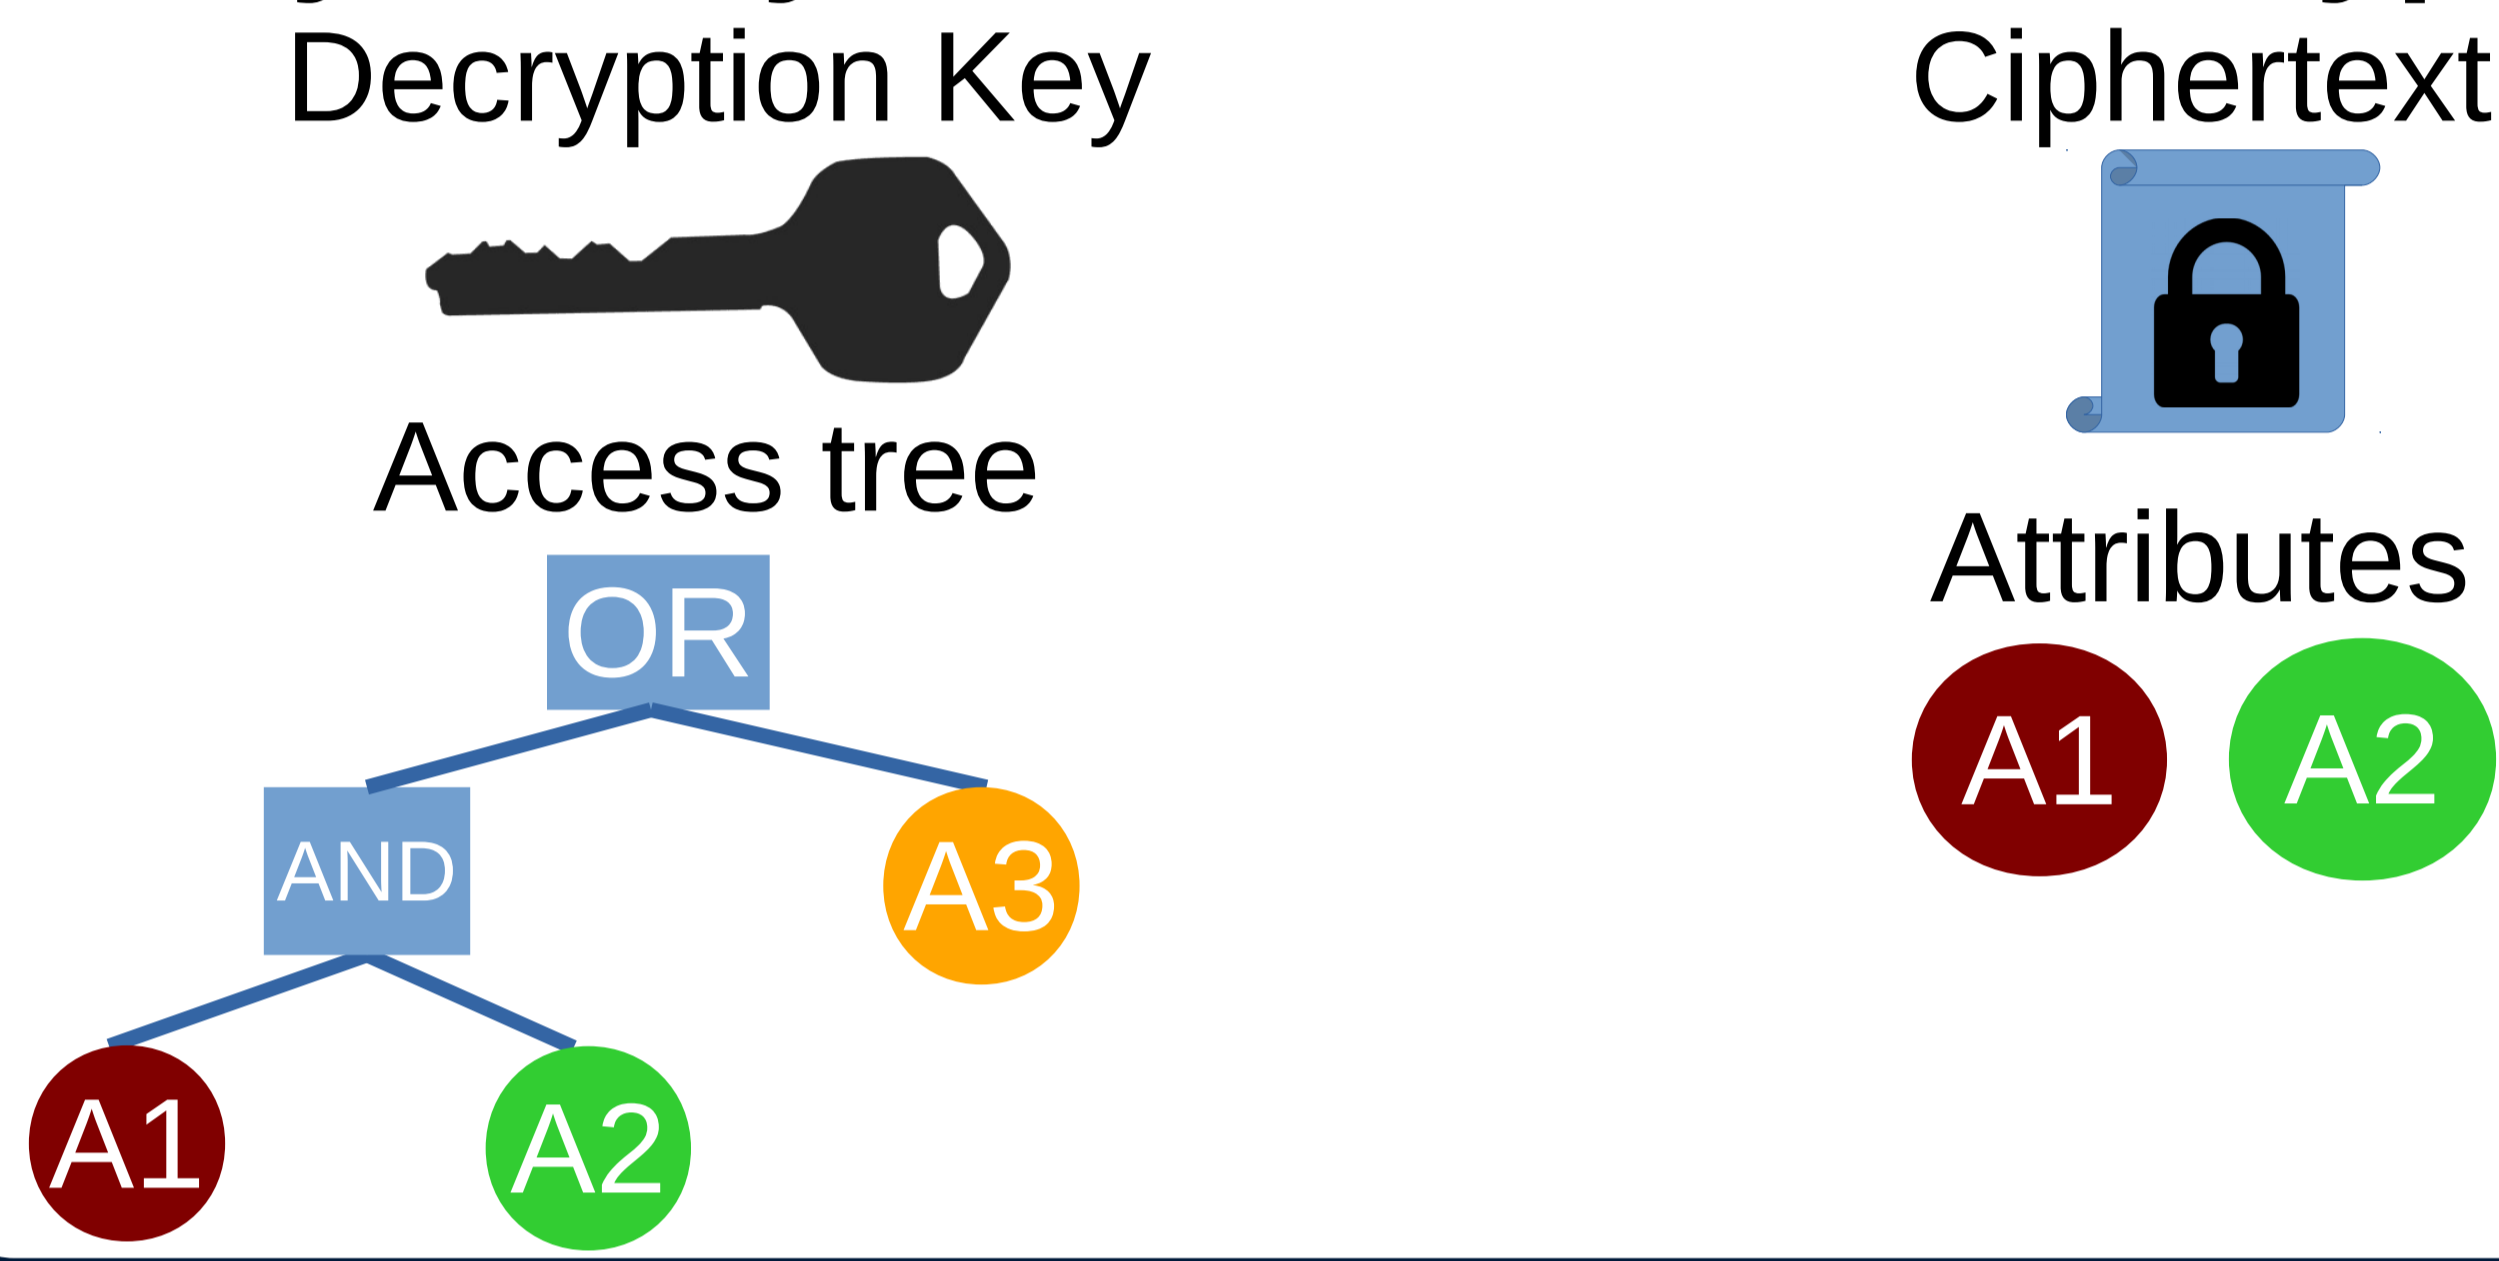 Decryption Key
Ciphertext
Access tree
Attributes
OR
A1 A2
AND
A3
A1 A2